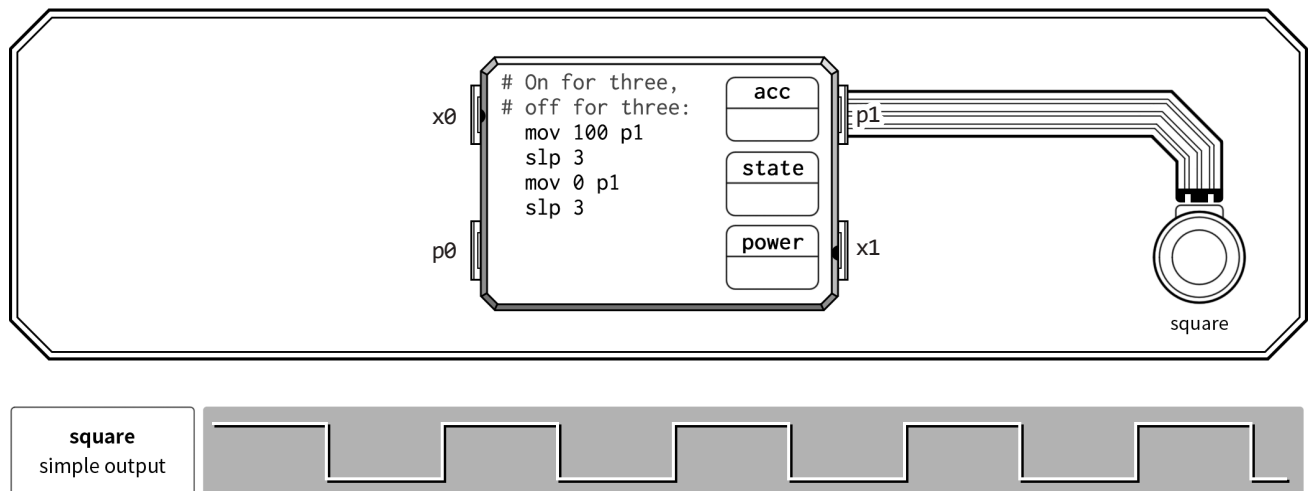 # On for three,
# off for three:
mov 100 p1
slp 3
mov 0 p1
slp 3
acc
state
power
x0
p0
p1
x1
square
square
simple output